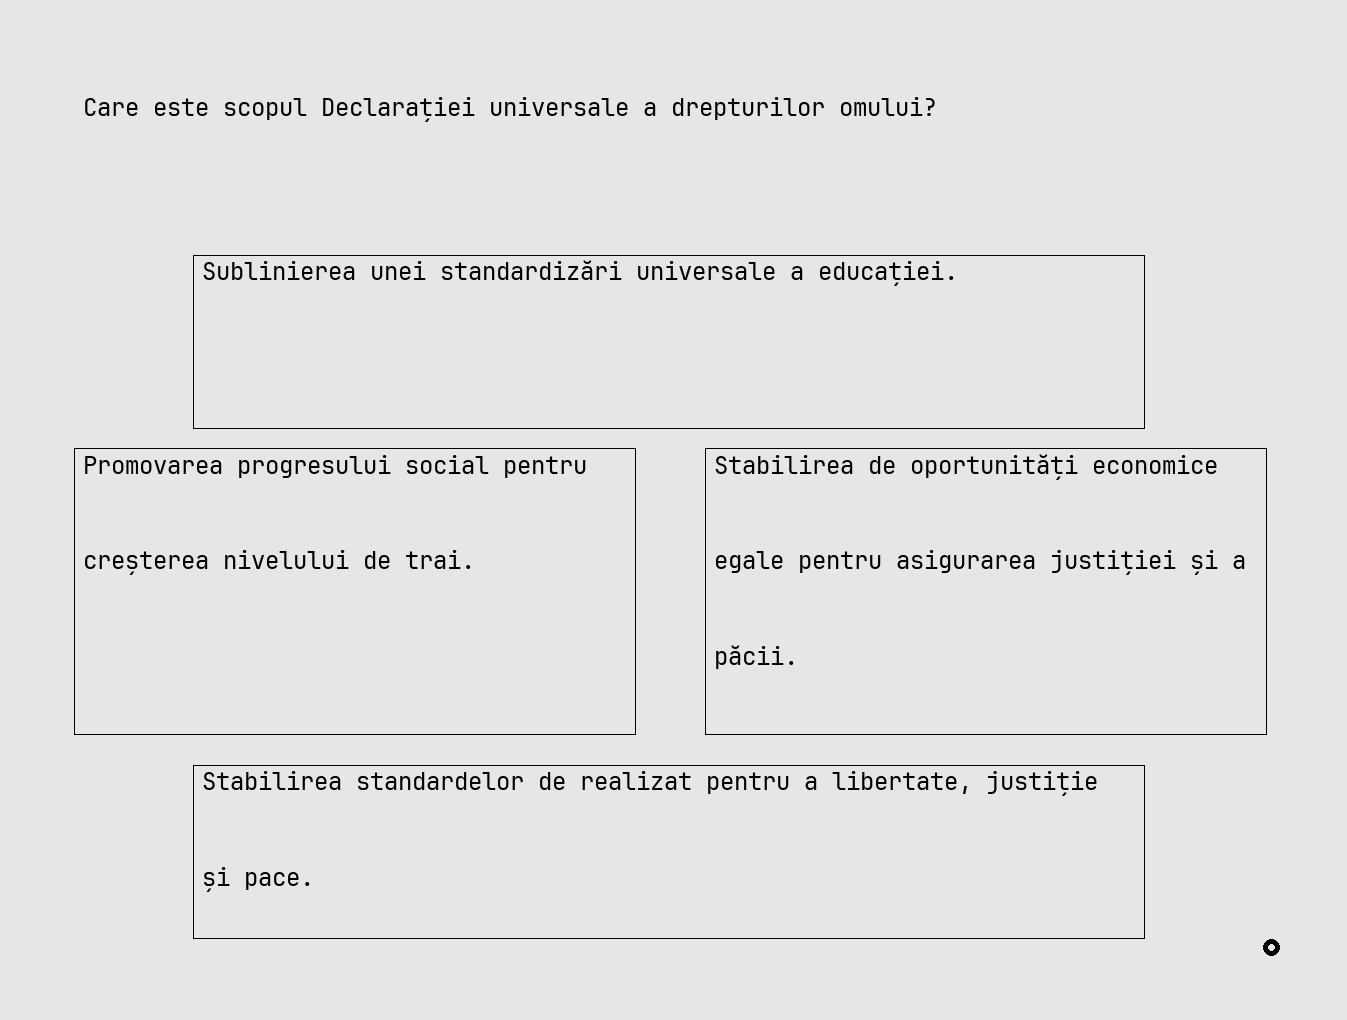 Care este scopul Declarației universale a drepturilor omului?
Sublinierea unei standardizări universale a educației.
Promovarea progresului social pentru
creșterea nivelului de trai.
Stabilirea de oportunități economice
egale pentru asigurarea justiției și a
păcii.
Stabilirea standardelor de realizat pentru a libertate, justiție
și pace.